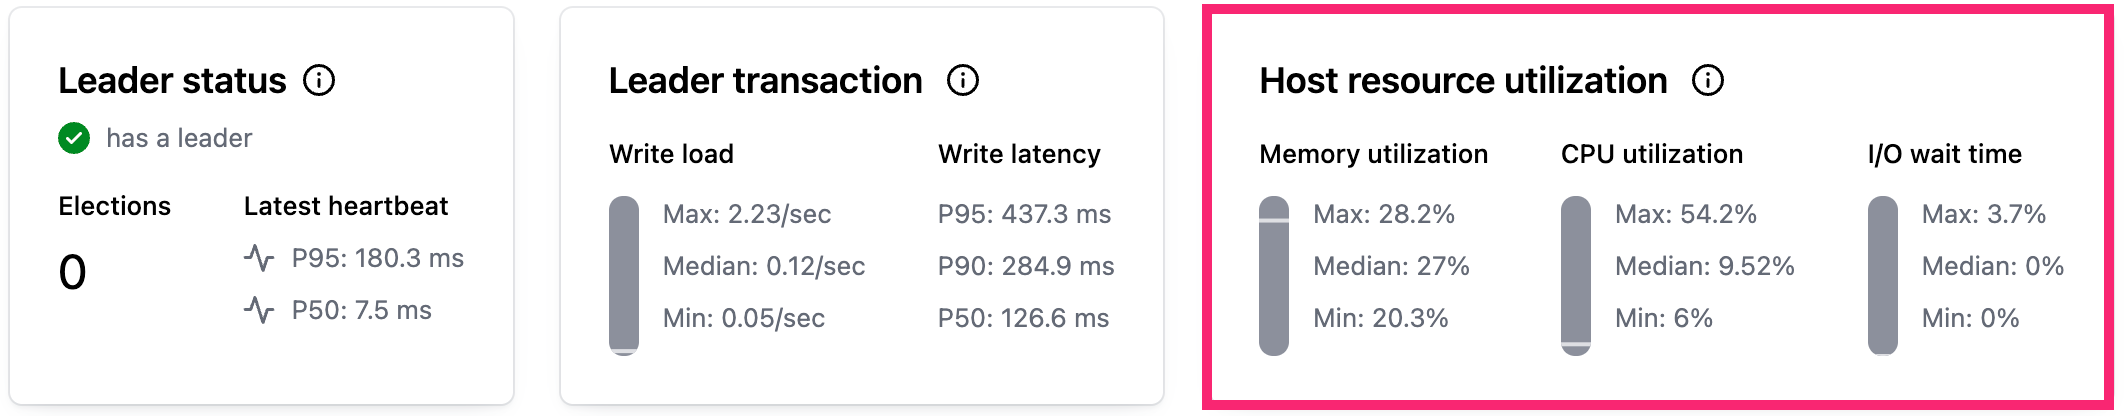 Leader status
has a leader
Elections
0
Latest heartbeat
P95: 180.3 ms
P50: 7.5 ms
Leader transaction
Write load
Max: 2.23/sec
Median: 0.12/sec
Min: 0.05/sec
Write latency
P95: 437.3 ms
P90: 284.9 ms
P50: 126.6 ms
Host resource utilization
Memory utilization
Max: 28.2%
Median: 27%
Min: 20.3%
CPU utilization
Max: 54.2%
Median: 9.52%
Min: 6%
I/O wait time
Max: 3.7%
Median: 0%
Min: 0%